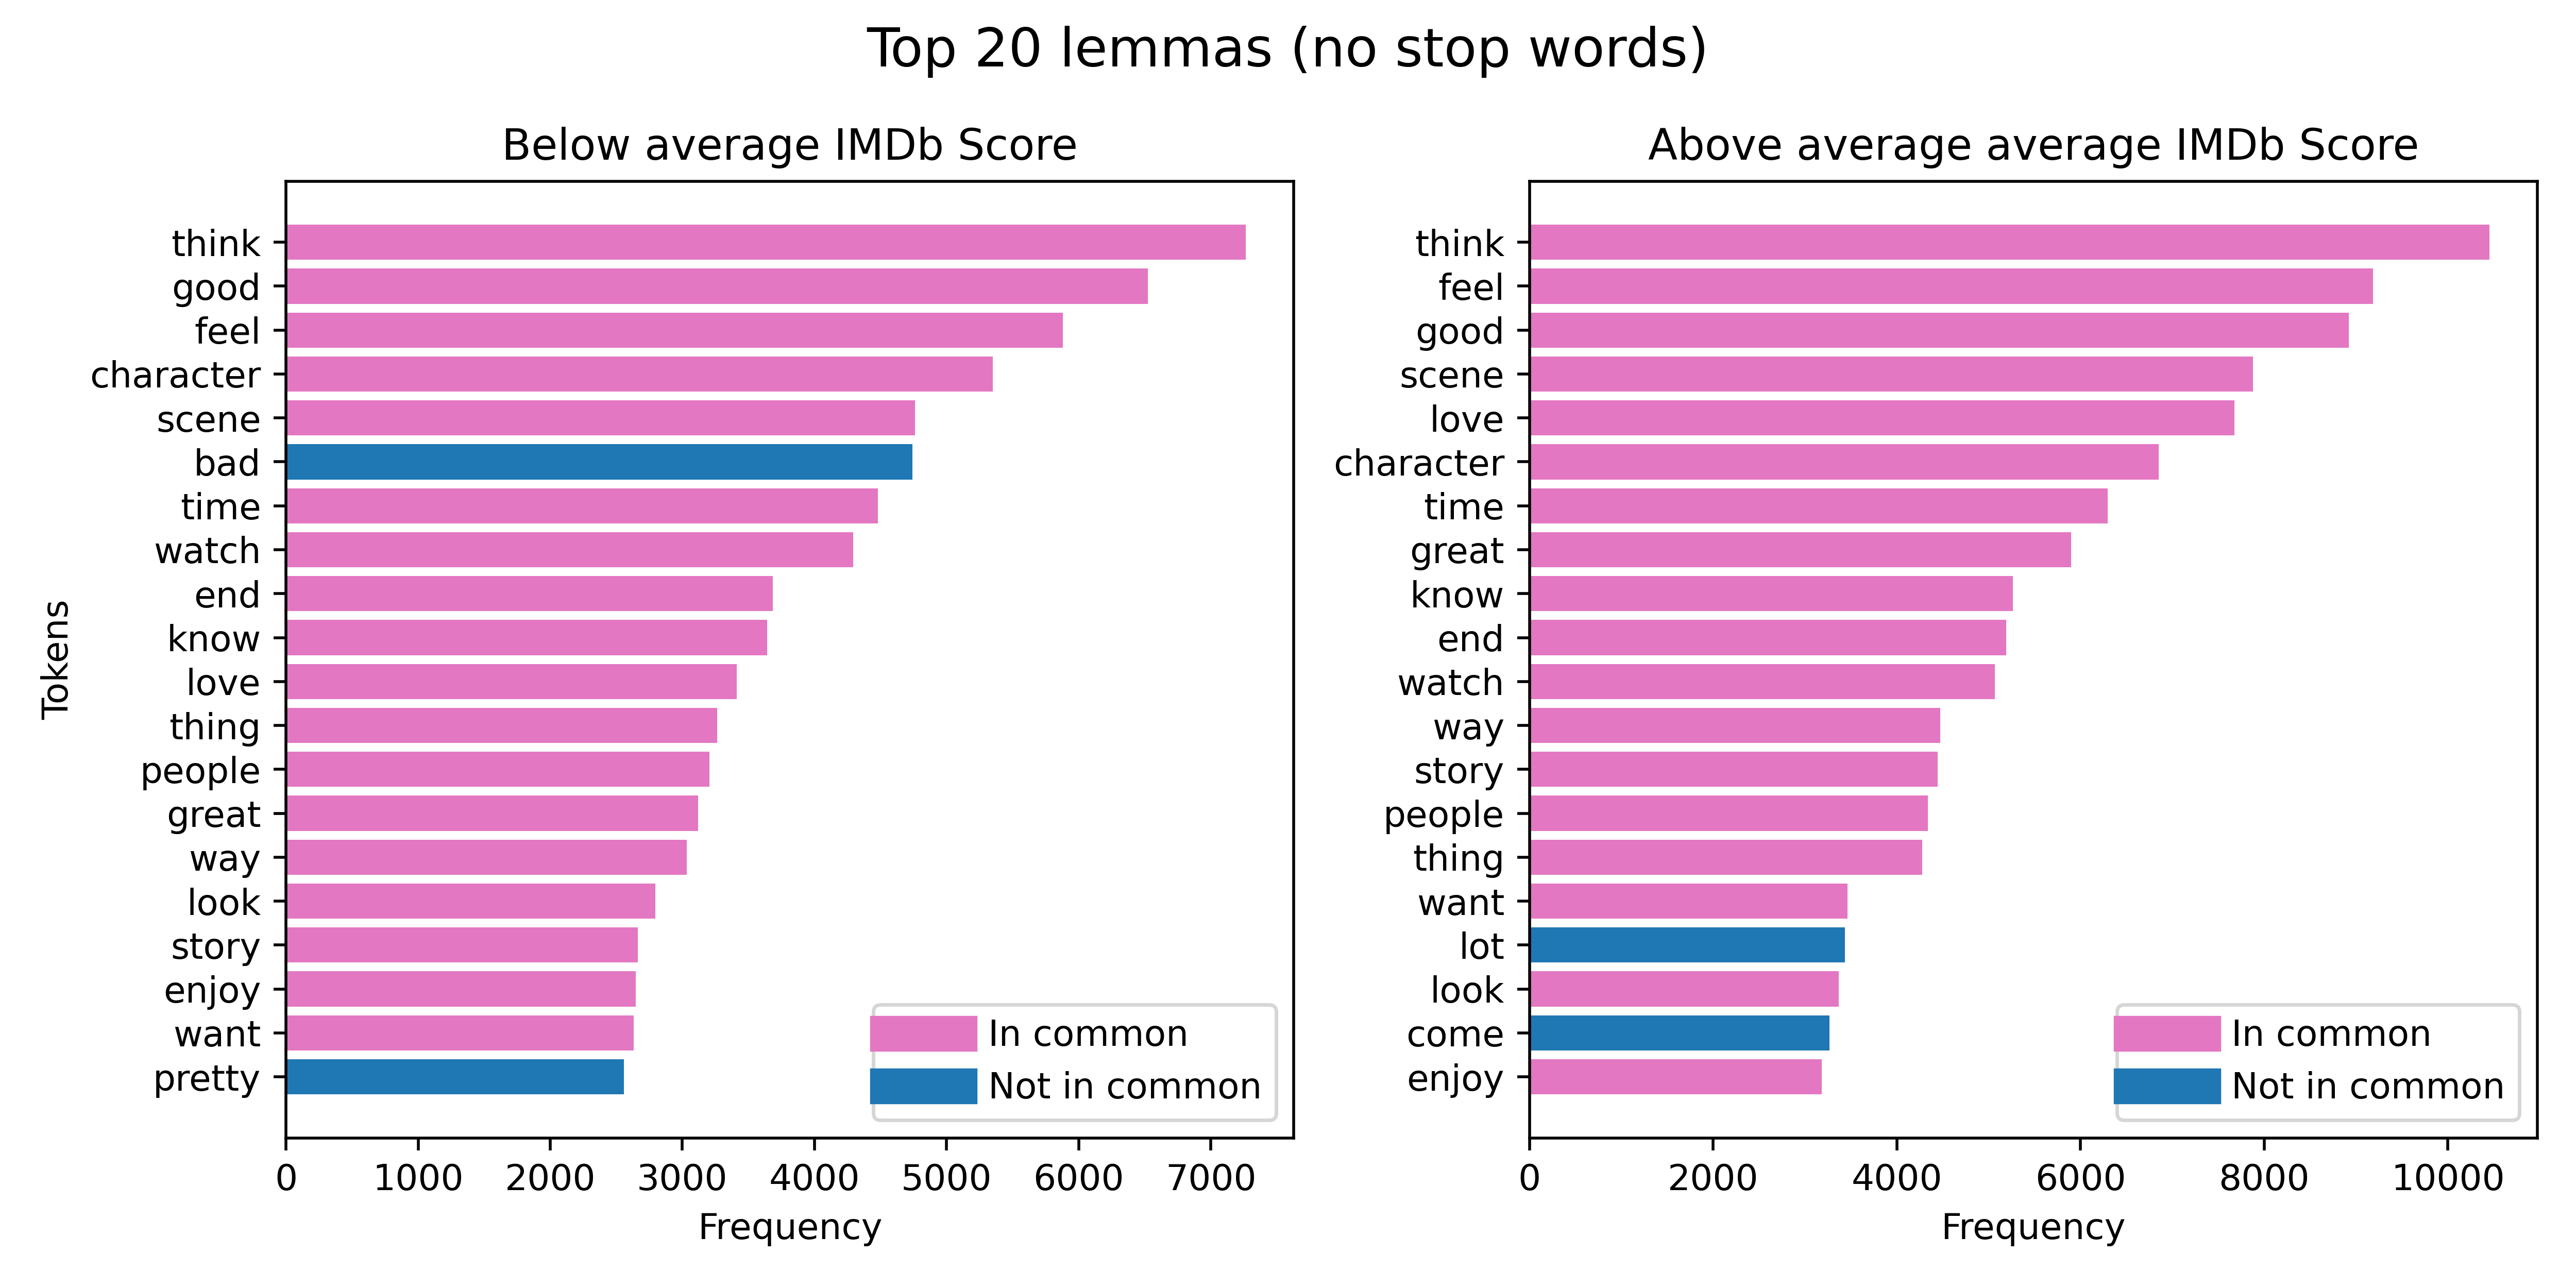 Top 20 lemmas (no stop words)
Below average IMDb Score
Tokens
think
good
feel
character
scene
bad
time
watch
end
know
love
thing
people
great
way
look
story
enjoy
want
pretty
In common
Not in common
0 1000 2000 3000 4000 5000 6000 7000
Frequency
Above average average IMDb Score
think
feel
good
scene
love
character
time
great
know
end
watch
way
story
people
thing
want
lot
look
come
enjoy
In common
Not in common
0 2000 4000 6000 8000 10000
Frequency